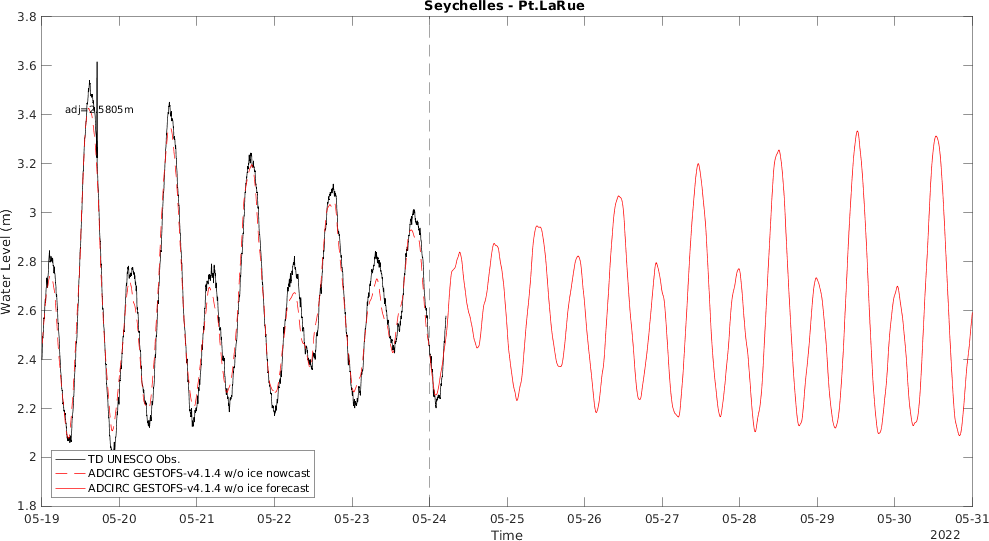 Seychelles - Pt.LaRue
3.8
3.6
3.4
3.2
3
2.8
2.6
2.4
2.2
2
1.8
Water Level (m)
adj=2.5805m
TD UNESCO Obs.
ADCIRC GESTOFS-v4.1.4 w/o ice nowcast
ADCIRC GESTOFS-v4.1.4 w/o ice forecast
05-19 05-20 05-21 05-22 05-23 05-24 05-25 05-26 05-27 05-28 05-29 05-30 05-31
Time
2022